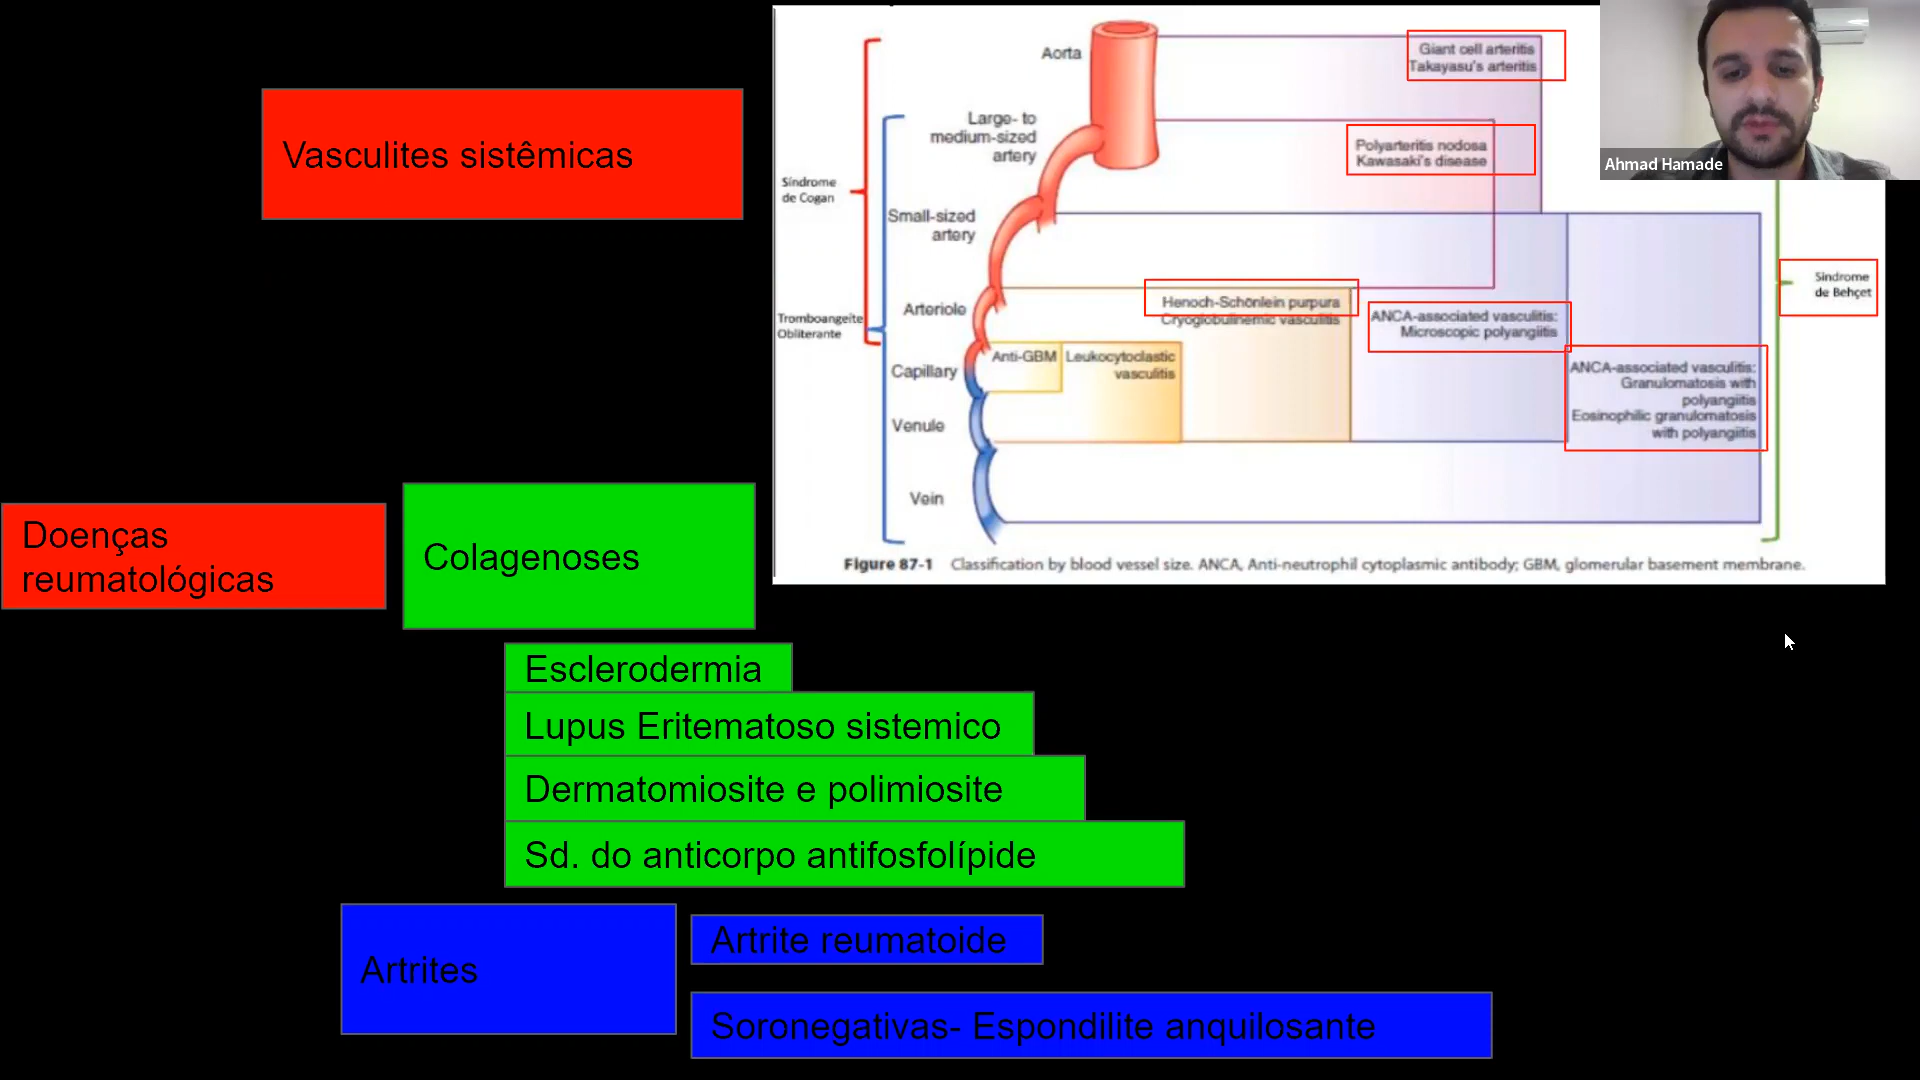 Vasculites sistêmicas
Doenças
reumatológicas
Colagenoses
Esclerodermia
Lupus Eritematoso sistemico
Dermatomiosite e polimiosite
Sd. do anticorpo antifosfolípide
Artrites
Artrite reumatoide
Soronegativas- Espondilite anquilosante
Síndrome
de Cogan
Tromboangeíte
Obliterante
Aorta
Large- to
medium-sized
artery
Small-sized
artery
Arteriole
Capillary
Venule
Vein
Giant cell arteritis
Takayasu's arteritis
Polyarteritis nodosa
Kawasaki's disease
Henoch-Schönlein purpura
Cryoglobulinemic vasculitis
ANCA-associated vasculitis:
Microscopic polyangiitis
Anti-GBM
Leukocytoclastic
vasculitis
ANCA-associated vasculitis:
Granulomatosis with
polyangiitis
Eosinophilic granulomatosis
with polyangiitis
Síndrome
de Behçet
Figure 87-1 Classification by blood vessel size. ANCA, Anti-neutrophil cytoplasmic antibody; GBM, glomerular basement membrane.
Ahmad Hamade